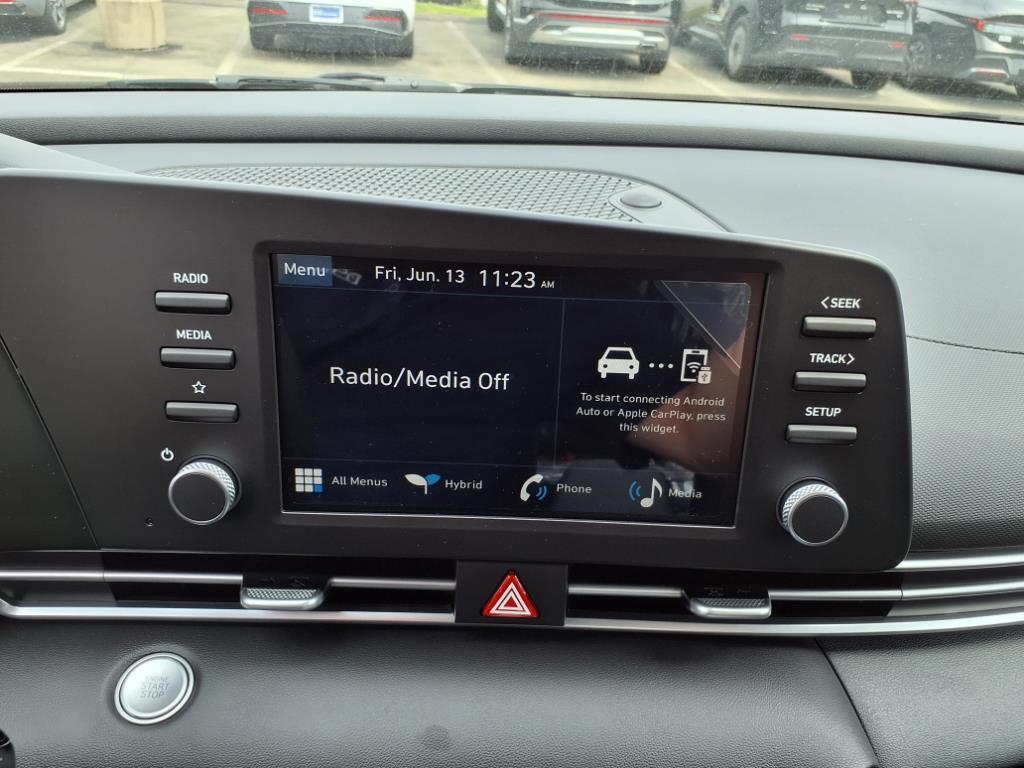 RADIO
MEDIA
Menu
Fri, Jun. 13 11:23 AM
Radio/Media Off
To start connecting Android
Auto or Apple CarPlay, press
this widget.
All Menus
Hybrid
Phone
Media
<SEEK
TRACK>
SETUP
ENGINE
START
STOP